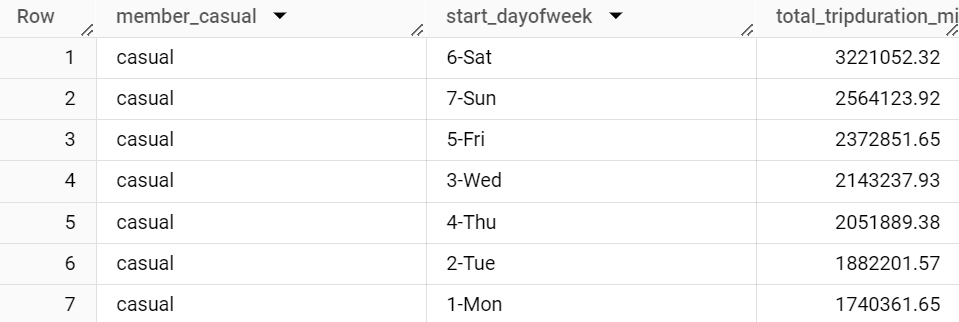 Row member_casual start_dayofweek total_tripduration_mi
1 casual 6-Sat 3221052.32
2 casual 7-Sun 2564123.92
3 casual 5-Fri 2372851.65
4 casual 3-Wed 2143237.93
5 casual 4-Thu 2051889.38
6 casual 2-Tue 1882201.57
7 casual 1-Mon 1740361.65